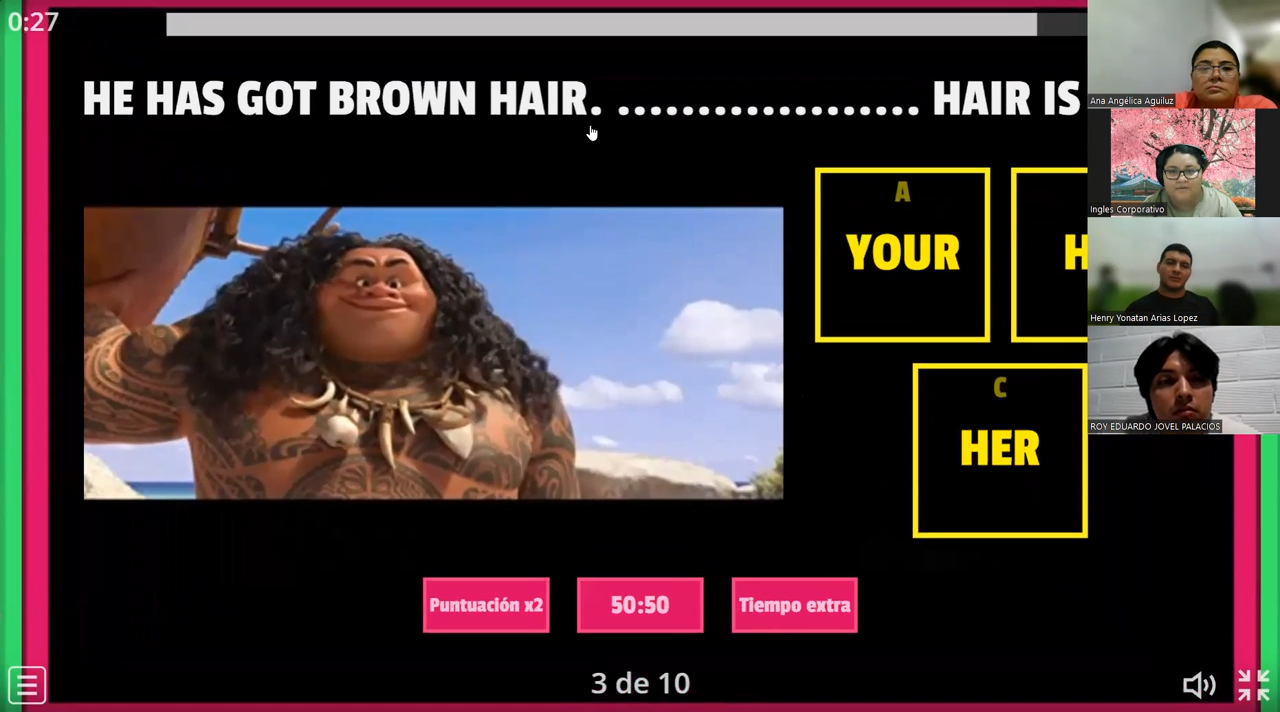 0:27
HE HAS GOT BROWN HAIR. ................... HAIR IS
A
YOUR
H
C
HER
Puntuación x2
50:50
Tiempo extra
3 de 10
Ana Angélica Aguiluz
Ingles Corporativo
Henry Yonatan Arias Lopez
ROY EDUARDO JOVEL PALACIOS